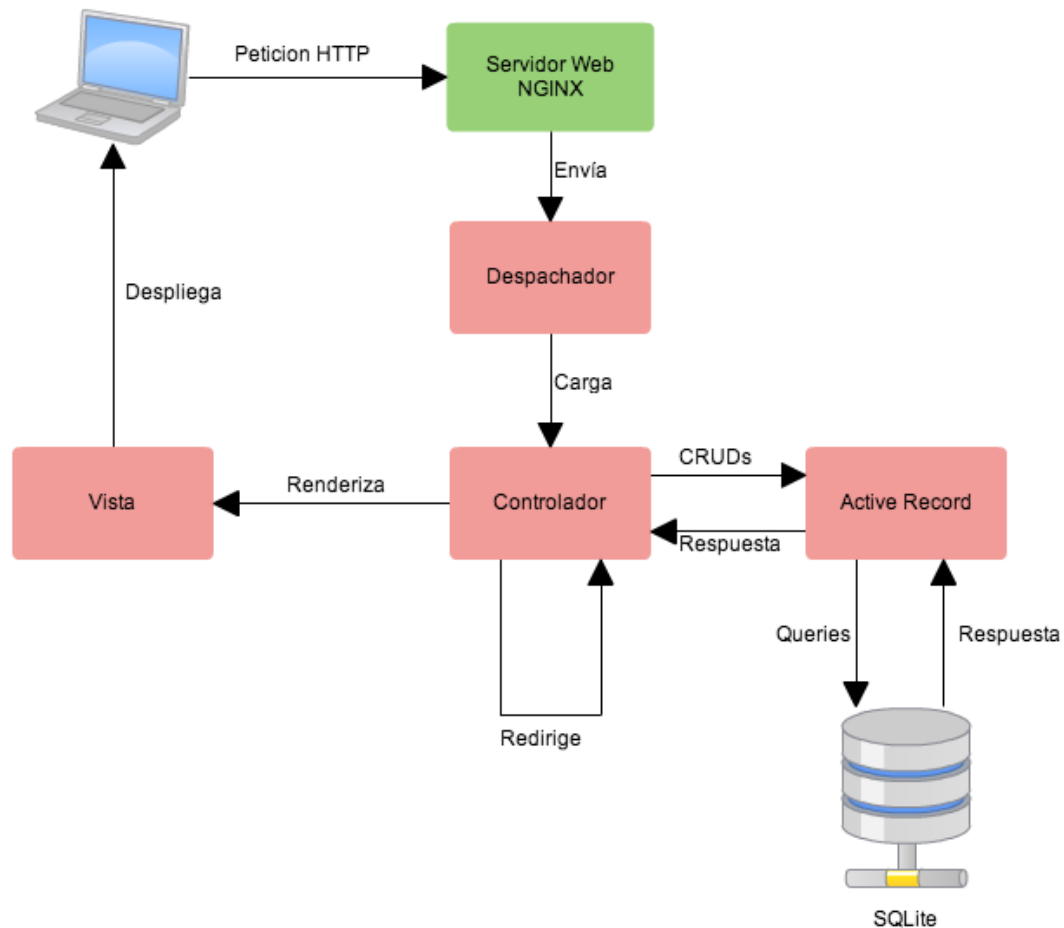 Peticion HTTP
Servidor Web
NGINX
Envía
Despachador
Despliega
Carga
Vista
Renderiza
Controlador
CRUDs
Respuesta
Active Record
Redirige
Queries
Respuesta
SQLite